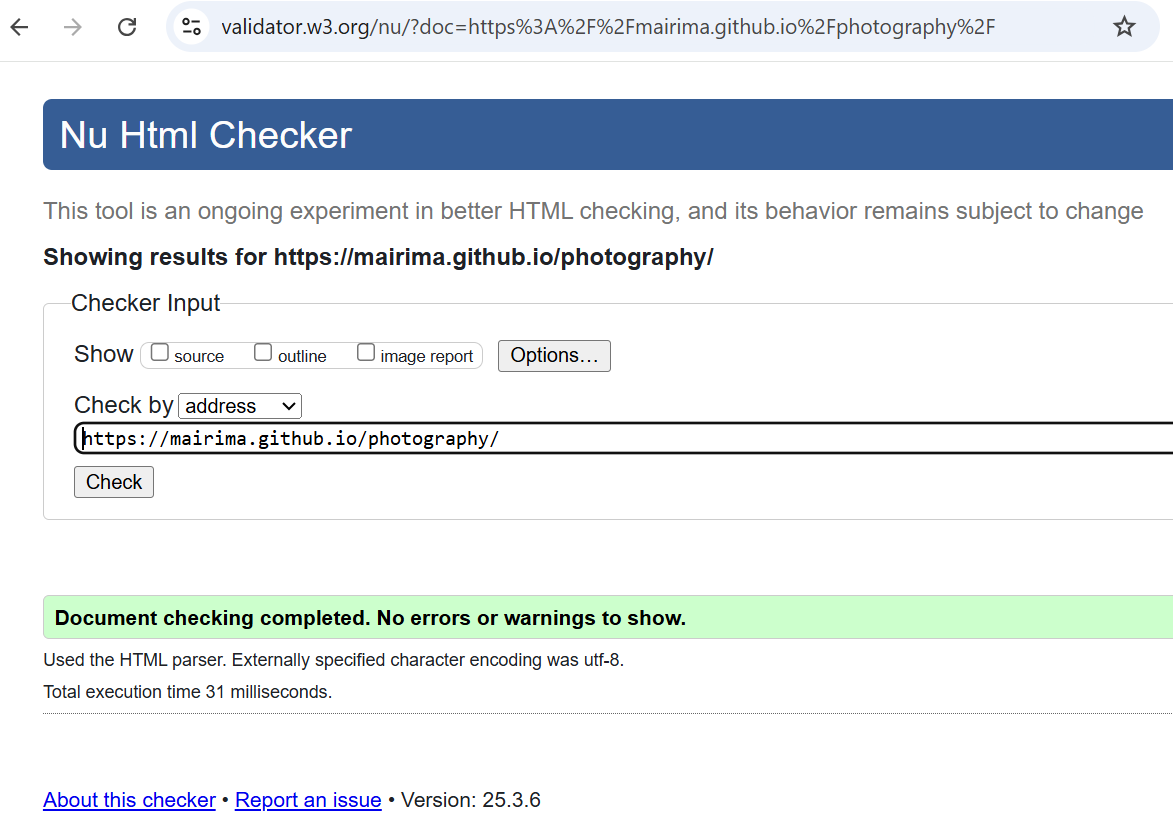 validator.w3.org/nu/?doc=https%3A%2F%2Fmairima.github.io%2Fphotography%2F
Nu Html Checker
This tool is an ongoing experiment in better HTML checking, and its behavior remains subject to change
Showing results for https://mairima.github.io/photography/
Checker Input
Show source outline image report Options…
Check by address
https://mairima.github.io/photography/
Check
Document checking completed. No errors or warnings to show.
Used the HTML parser. Externally specified character encoding was utf-8.
Total execution time 31 milliseconds.
About this checker • Report an issue • Version: 25.3.6